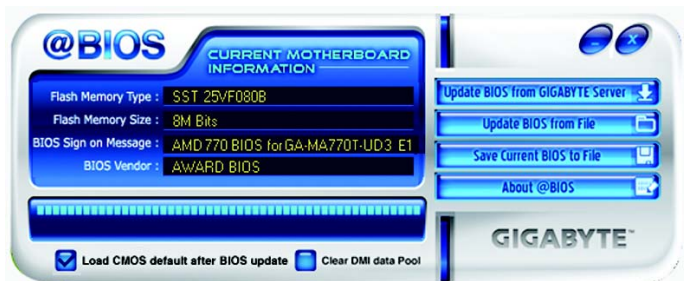 @BIOS
CURRENT MOTHERBOARD
INFORMATION
Flash Memory Type : SST 25VF080B
Flash Memory Size : 8M Bits
BIOS Sign on Message : AMD 770 BIOS for GA-MA770T-UD3 E1
BIOS Vendor : AWARD BIOS
Load CMOS default after BIOS update
Clear DMI data Pool
Update BIOS from GIGABYTE Server
Update BIOS from File
Save Current BIOS to File
About @BIOS
GIGABYTE™